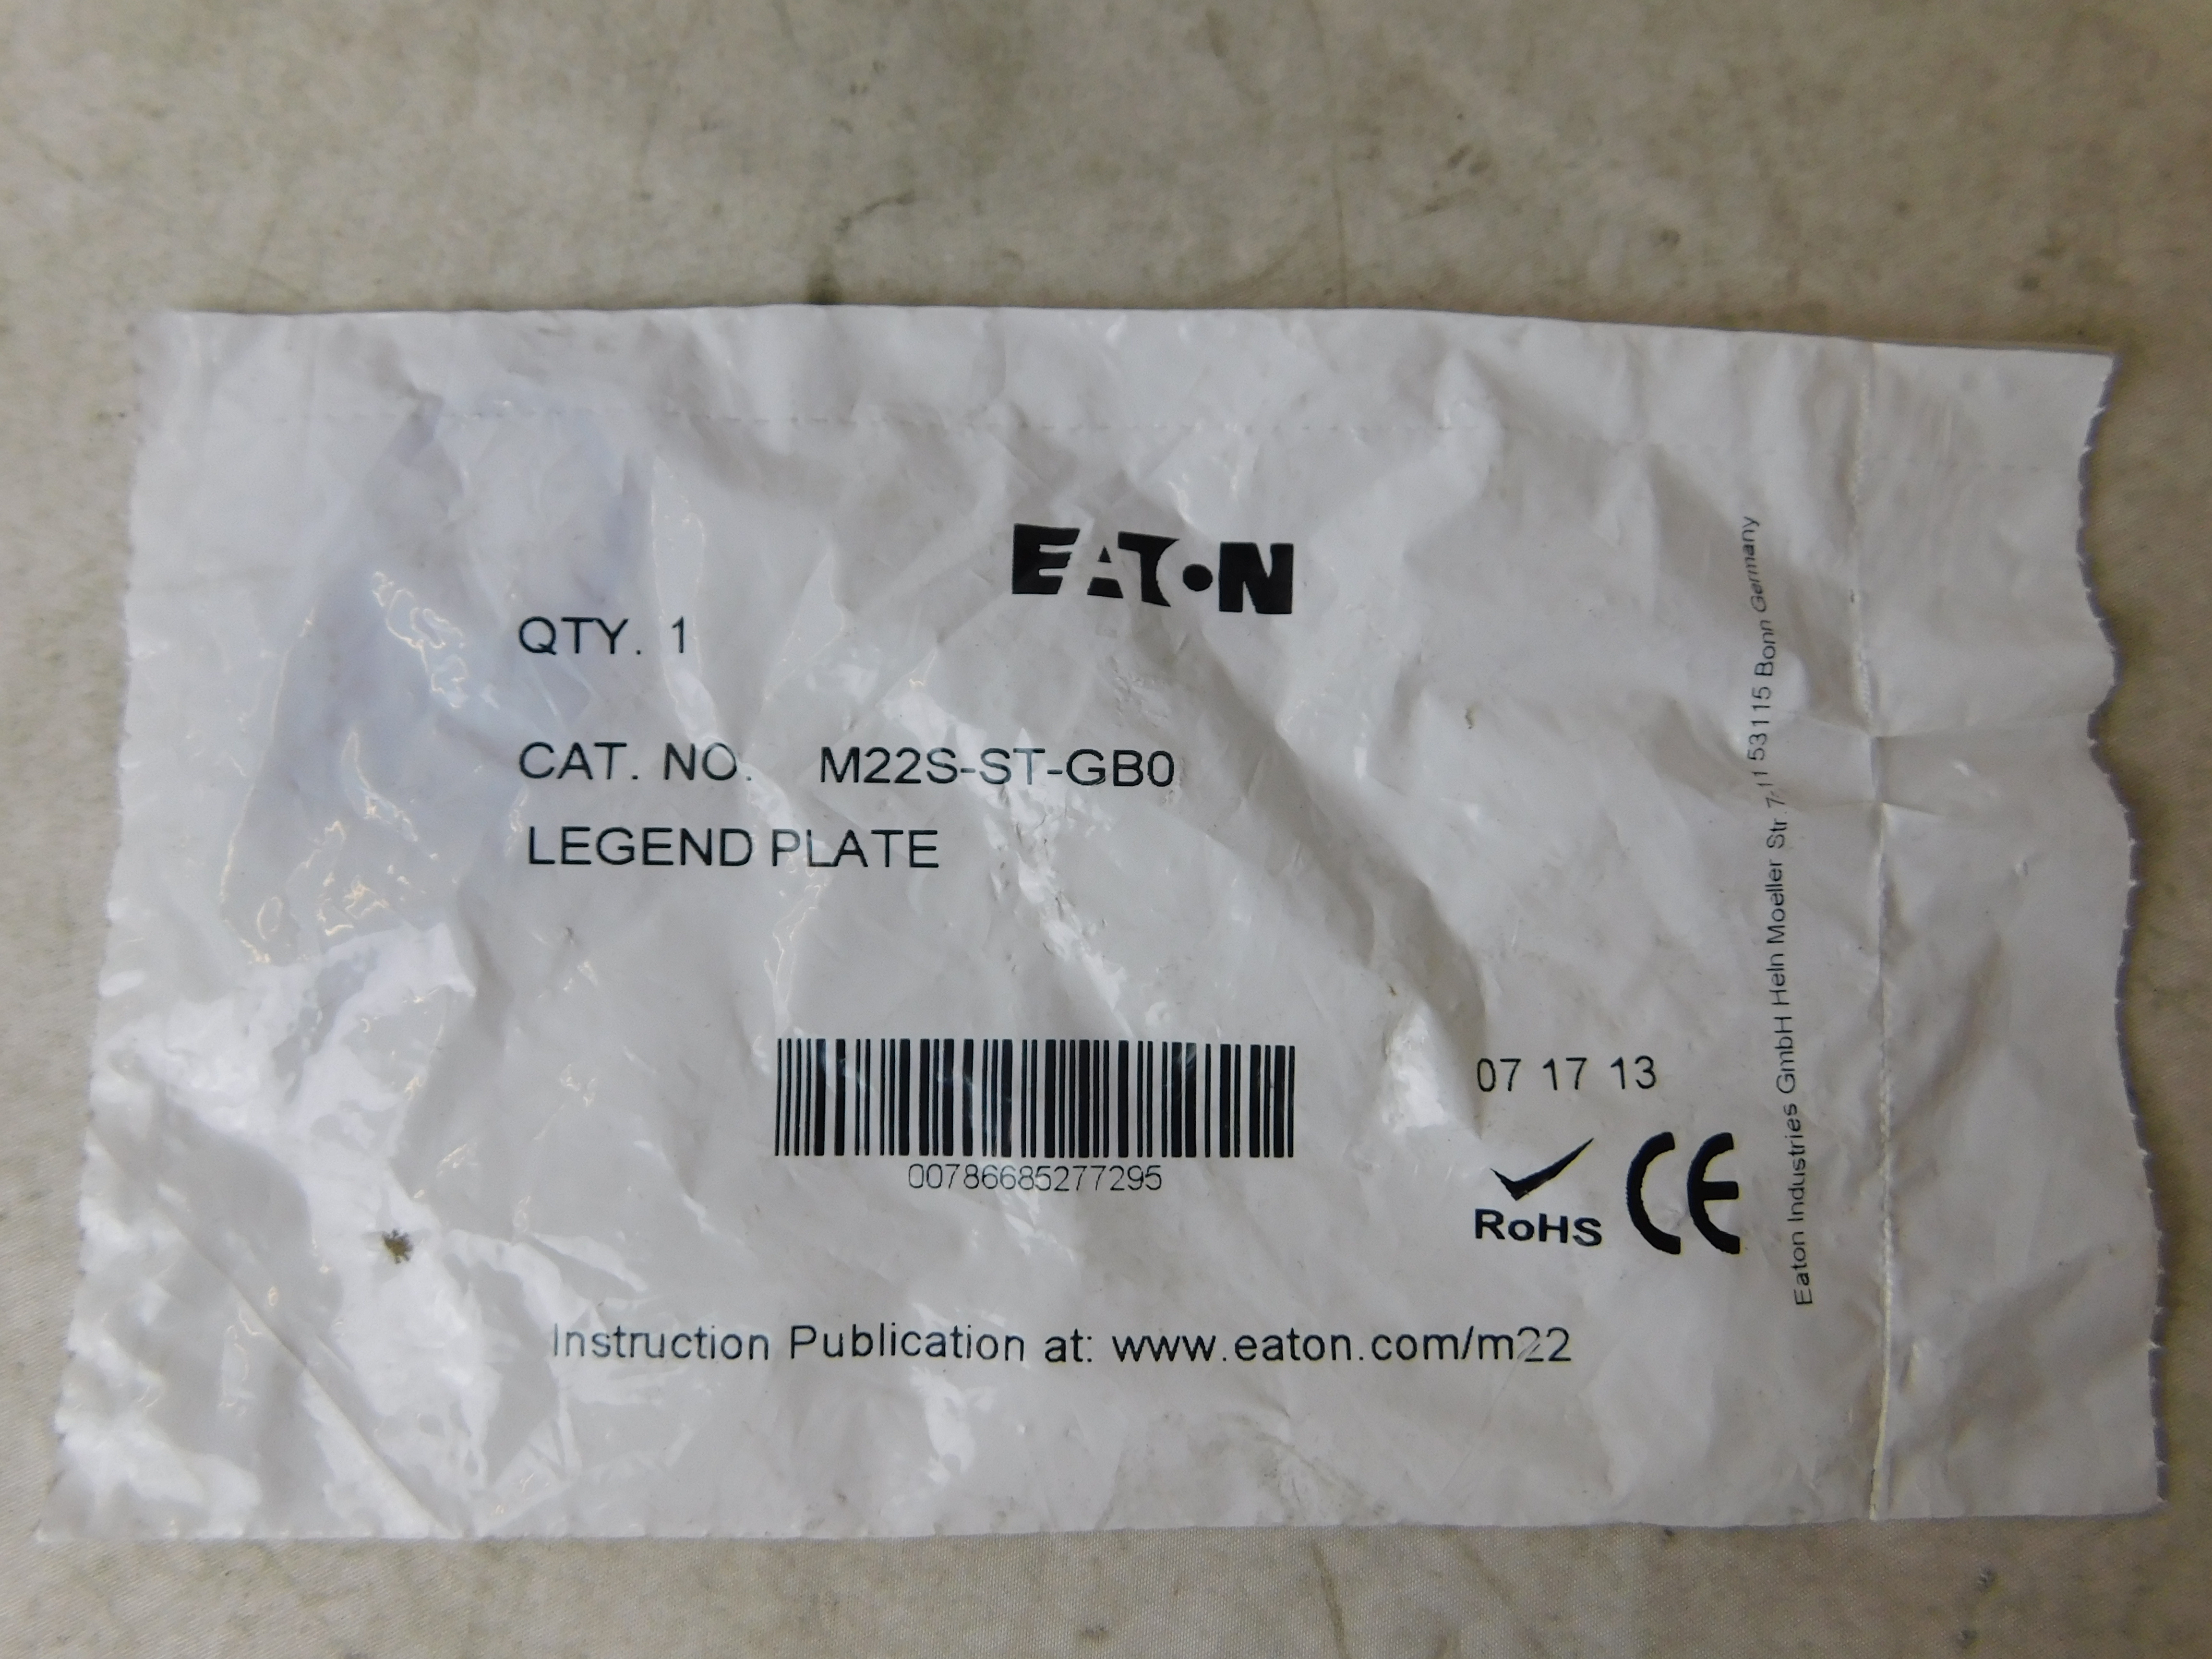 EATON
QTY. 1
CAT. NO. M22S-ST-GB0
LEGEND PLATE
00786685277295
07 17 13
RoHS CE
Instruction Publication at: www.eaton.com/m22
Eaton Industries GmbH Hein Moeller Str. 7-11 53115 Bonn Germany